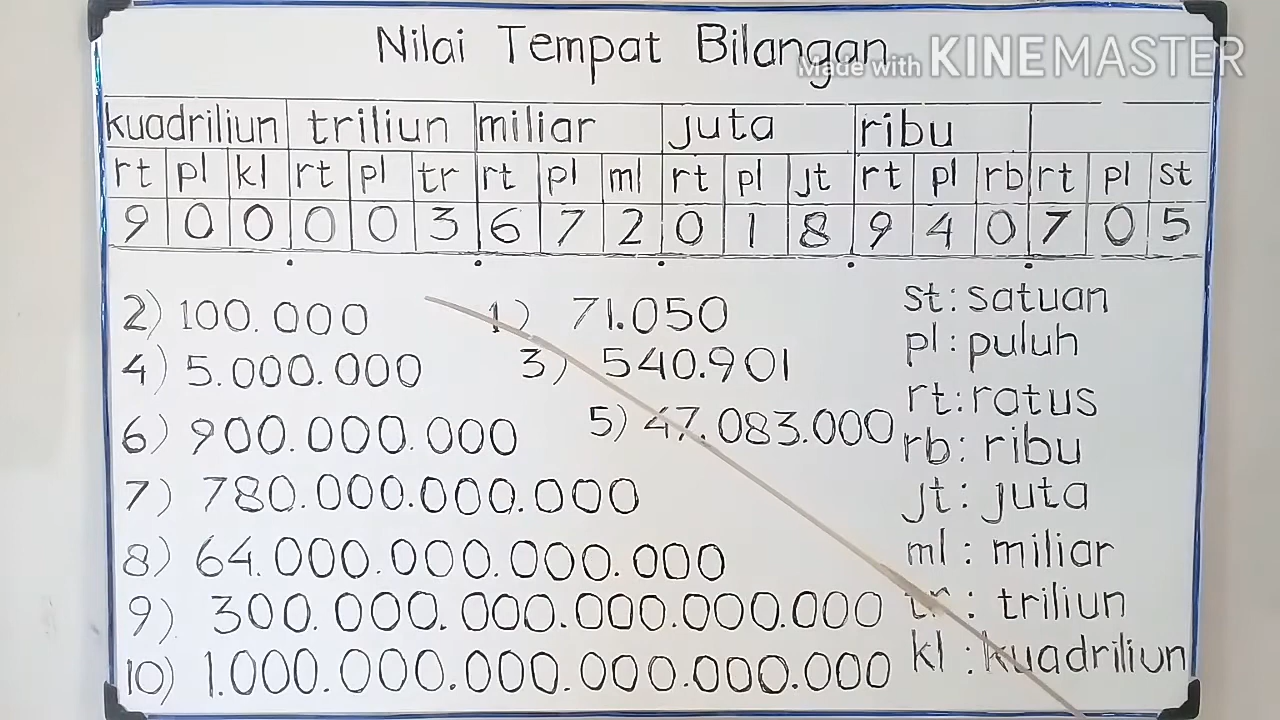 Nilai Tempat Bilangan
Made with KINEMASTER
kuadriliun triliun miliar juta ribu
rt pl kl rt pl tr rt pl ml rt pl jt rt pl rb rt pl st
9 0 0 0 0 3 6 7 2 0 1 8 9 4 0 7 0 5
2) 100.000 1) 71.050
4) 5.000.000 3) 540.901
6) 900.000.000 5) 47.083.000
7) 780.000.000.000
8) 64.000.000.000.000
9) 300.000.000.000.000.000
10) 1.000.000.000.000.000.000
st: satuan
pl: puluh
rt: ratus
rb: ribu
jt: juta
ml: miliar
tr: triliun
kl: kuadriliun